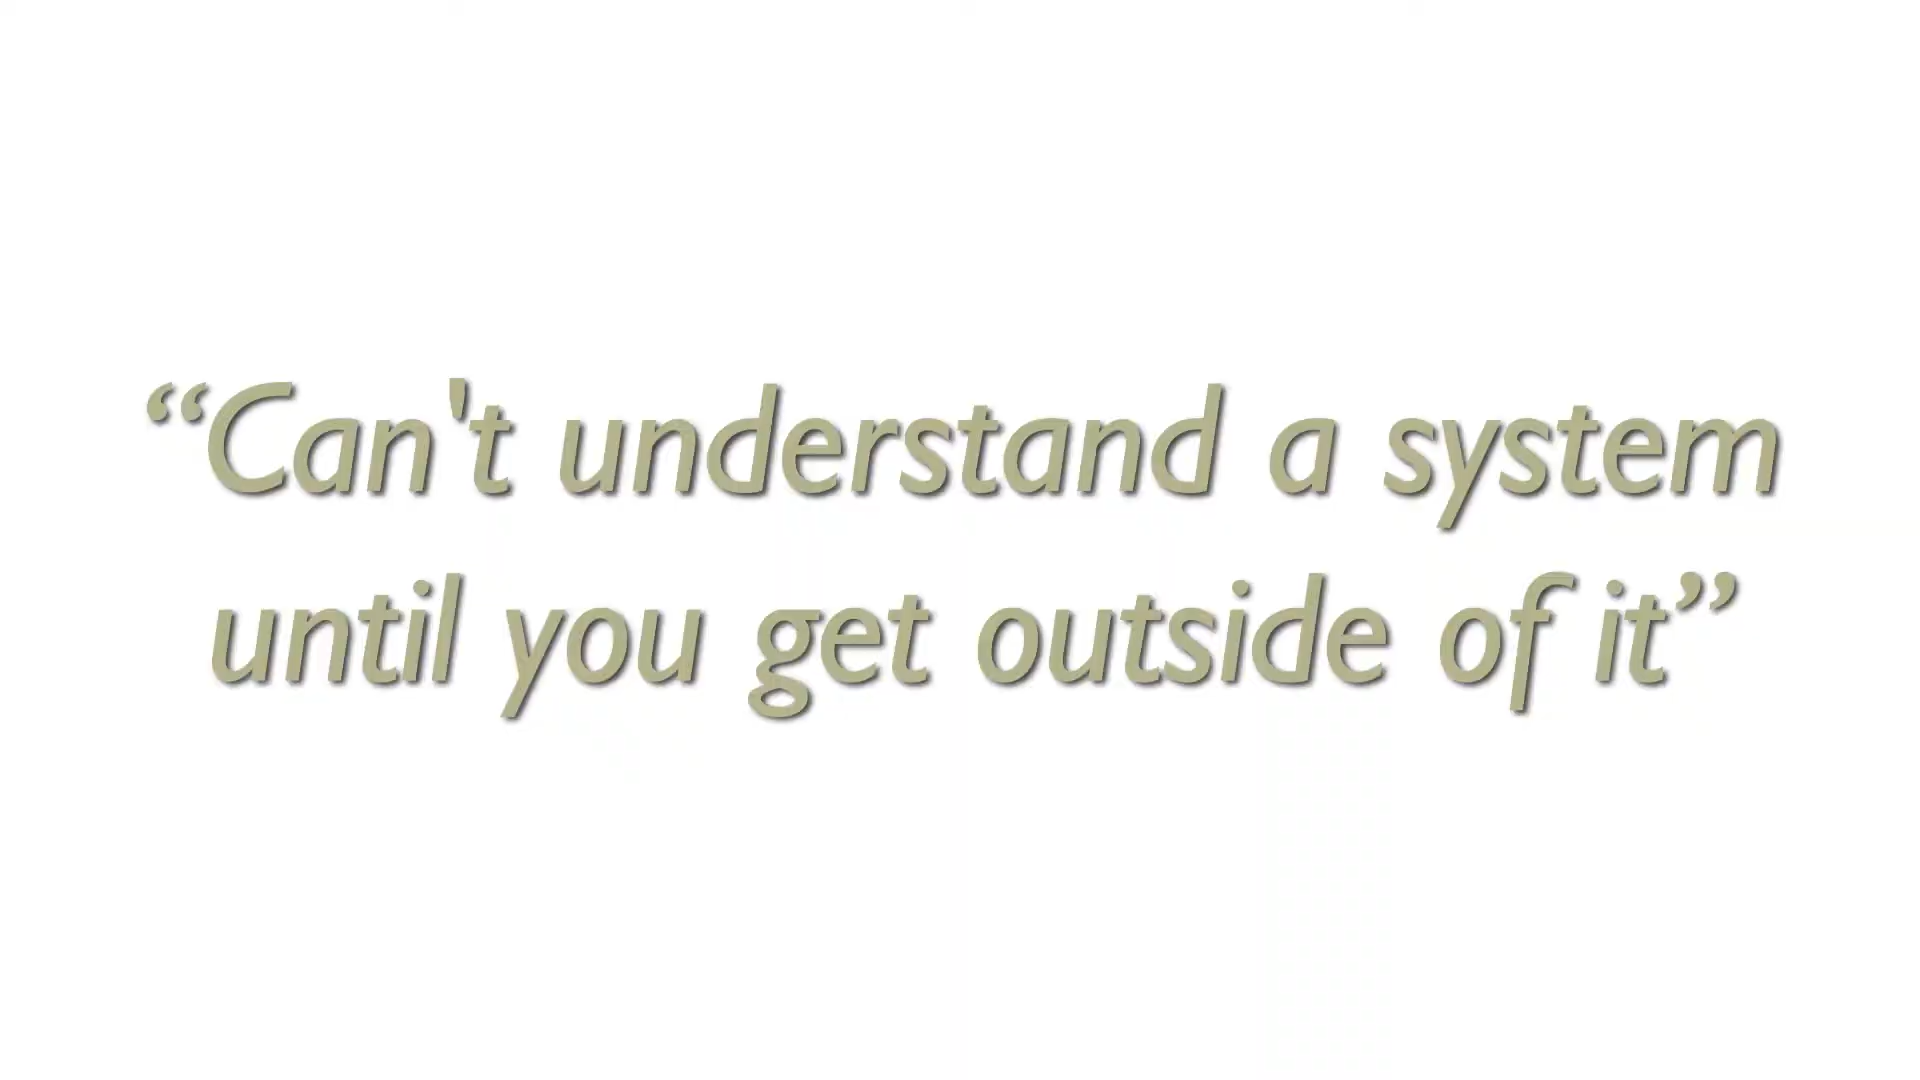 “Can't understand a system
until you get outside of it”